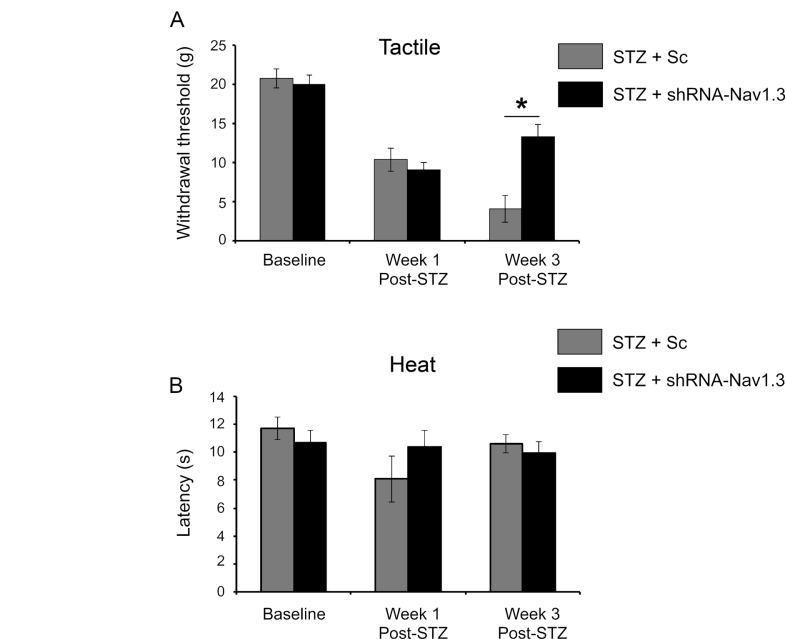 A
Tactile
STZ + Sc
STZ + shRNA-Nav1.3
*
Withdrawal threshold (g)
25
20
15
10
5
0
Baseline
Week 1
Post-STZ
Week 3
Post-STZ
B
Heat
STZ + Sc
STZ + shRNA-Nav1.3
Latency (s)
14
12
10
8
6
4
2
0
Baseline
Week 1
Post-STZ
Week 3
Post-STZ